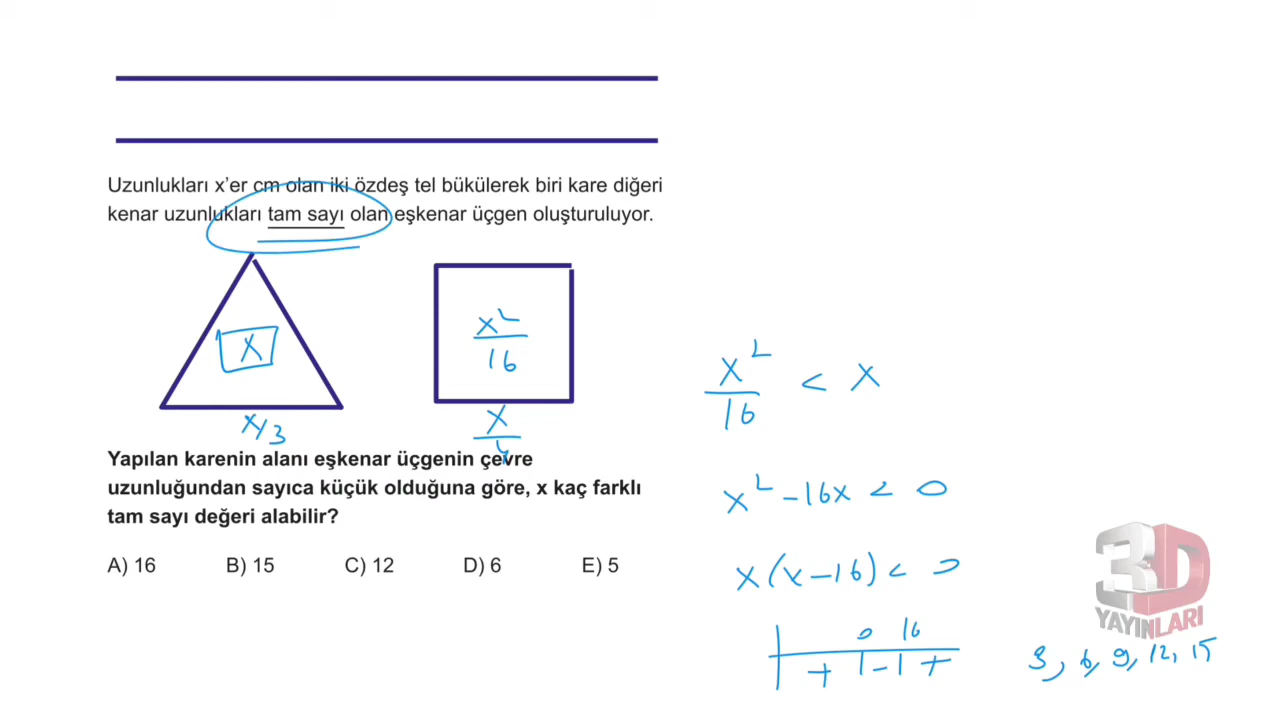 Uzunlukları x'er cm olan iki özdeş tel bükülerek biri kare diğeri
kenar uzunlukları tam sayı olan eşkenar üçgen oluşturuluyor.
x
x/3
x²/16
x/4
Yapılan karenin alanı eşkenar üçgenin çevre
uzunluğundan sayıca küçük olduğuna göre, x kaç farklı
tam sayı değeri alabilir?
A) 16 B) 15 C) 12 D) 6 E) 5
x²/16 < x
x² - 16x < 0
x(x - 16) < 0
0 16
+ - +
3, 6, 9, 12, 15
3D
YAYINLARI